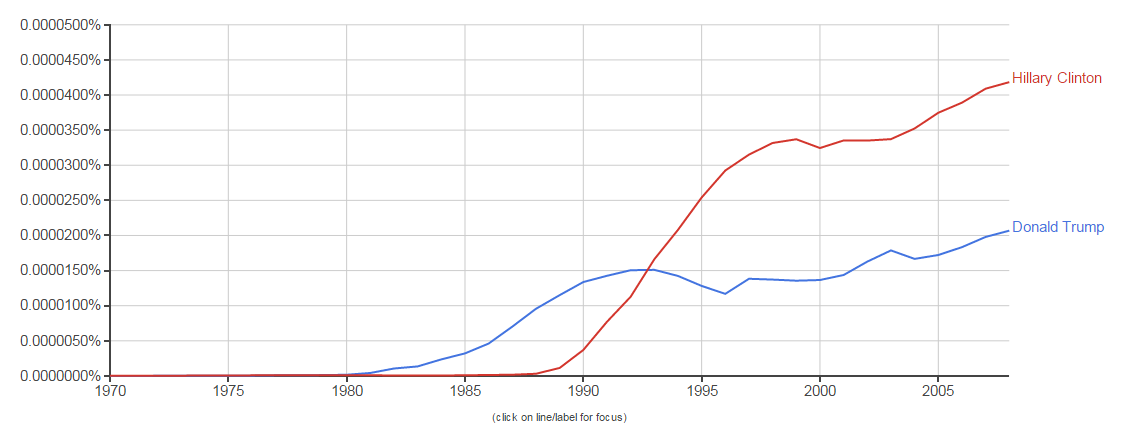 0.0000500%
0.0000450%
0.0000400%
0.0000350%
0.0000300%
0.0000250%
0.0000200%
0.0000150%
0.0000100%
0.0000050%
0.0000000%
Hillary Clinton
Donald Trump
1970 1975 1980 1985 1990 1995 2000 2005
(click on line/label for focus)